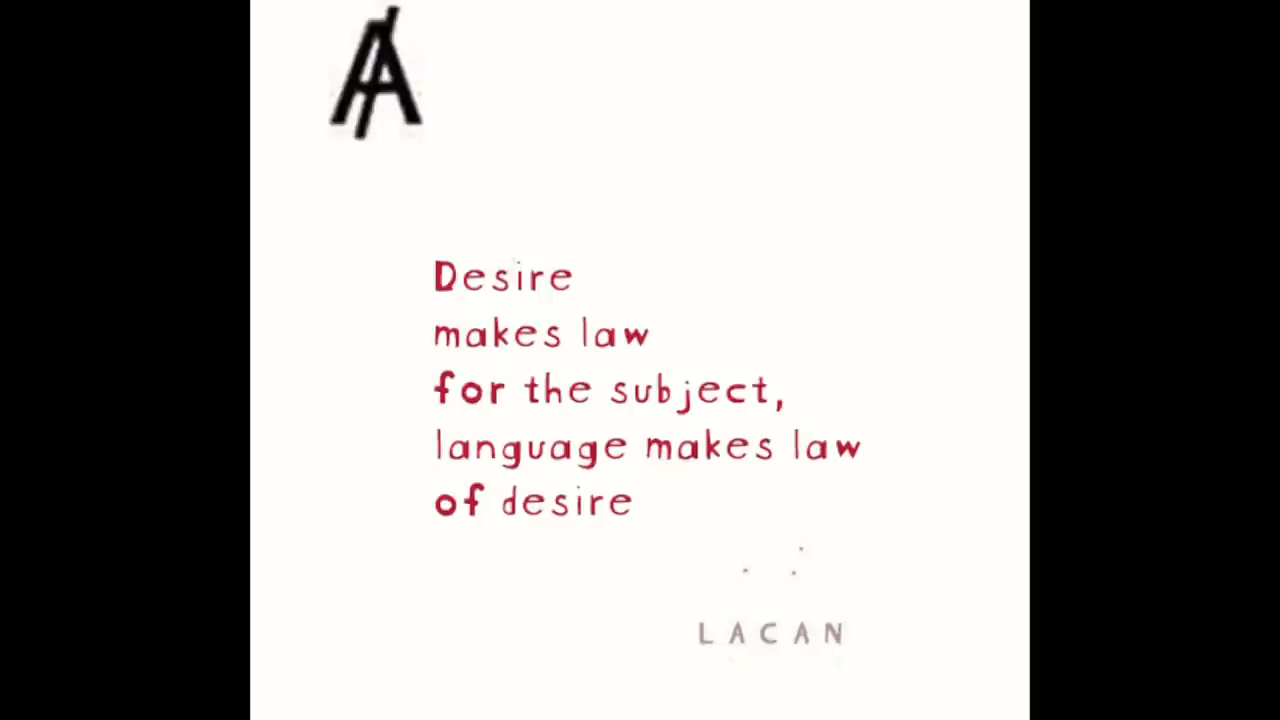 A
Desire
makes law
for the subject,
language makes law
of desire
LACAN